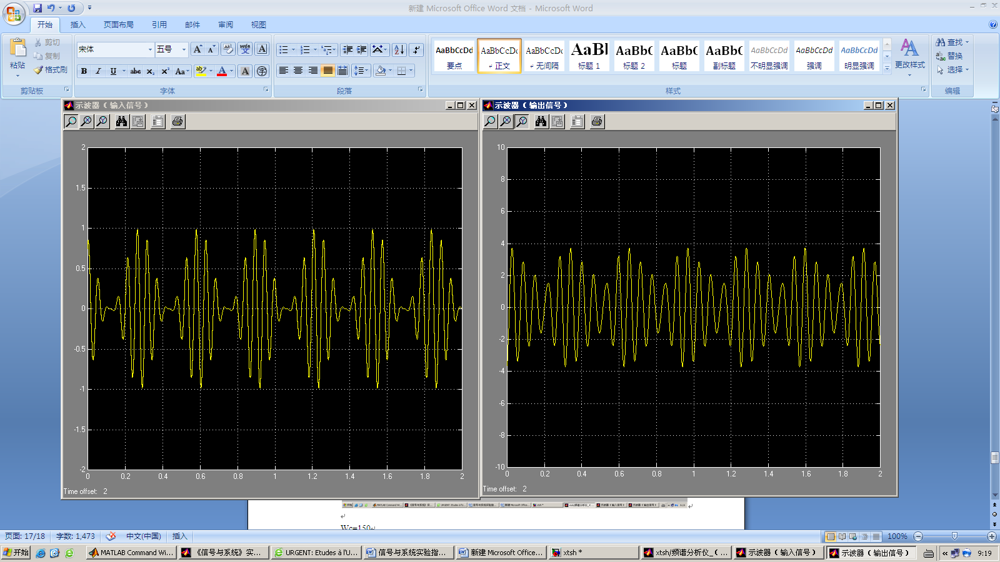 新建 Microsoft Office Word 文档 - Microsoft Word
开始 插入 页面布局 引用 邮件 审阅 视图
粘贴 剪切 复制 格式刷
宋体 五号
B I U abc x₂ x² Aa
AaBbCcDd AaBbCcDc AaBbCcDc AaBl AaBbC AaBbC AaBbC AaBbCcDd AaBbCcDd AaBbCcDd
要点 正文 无间隔 标题 1 标题 2 标题 副标题 不明显强调 强调 明显强调
更改样式
查找
替换
选择
剪贴板 字体 段落 样式 编辑
示波器（输入信号）
2
1.5
1
0.5
0
-0.5
-1
-1.5
-2
0 0.2 0.4 0.6 0.8 1 1.2 1.4 1.6 1.8 2
Time offset: 2
示波器（输出信号）
10
8
6
4
2
0
-2
-4
-6
-8
-10
0 0.2 0.4 0.6 0.8 1 1.2 1.4 1.6 1.8 2
Time offset: 2
Wc=150
页面: 17/18 字数: 1,473 中文(中国) 插入 100%
开始 MATLAB Command Wi... 《信号与系统》实... URGENT: Etudes à l'U... 信号与系统实验指... 新建 Microsoft Office... xtsh * xtsh/频谱分析仪_（... 示波器（输入信号） 示波器（输出信号） « 9:19